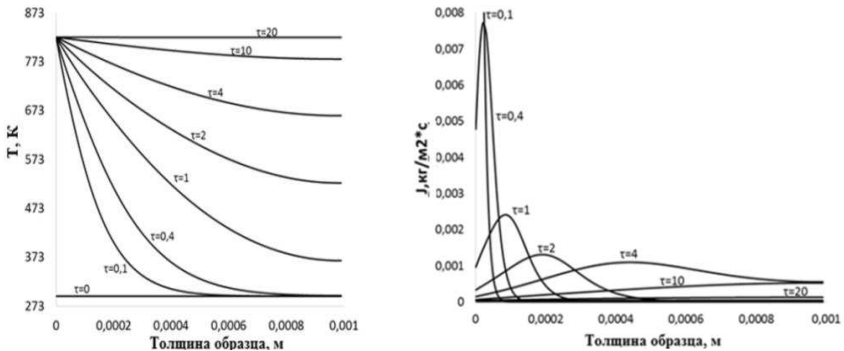 873
773
673
573
473
373
273
T, К
τ=20
τ=10
τ=4
τ=2
τ=1
τ=0,4
τ=0,1
τ=0
0
0,0002
0,0004
0,0006
0,0008
0,001
Толщина образца, м
0,008
0,007
0,006
0,005
0,004
0,003
0,002
0,001
0
J,кг/м2*с
τ=0,1
τ=0,4
τ=1
τ=2
τ=4
τ=10
τ=20
0
0,0002
0,0004
0,0006
0,0008
0,001
Толщина образца, м